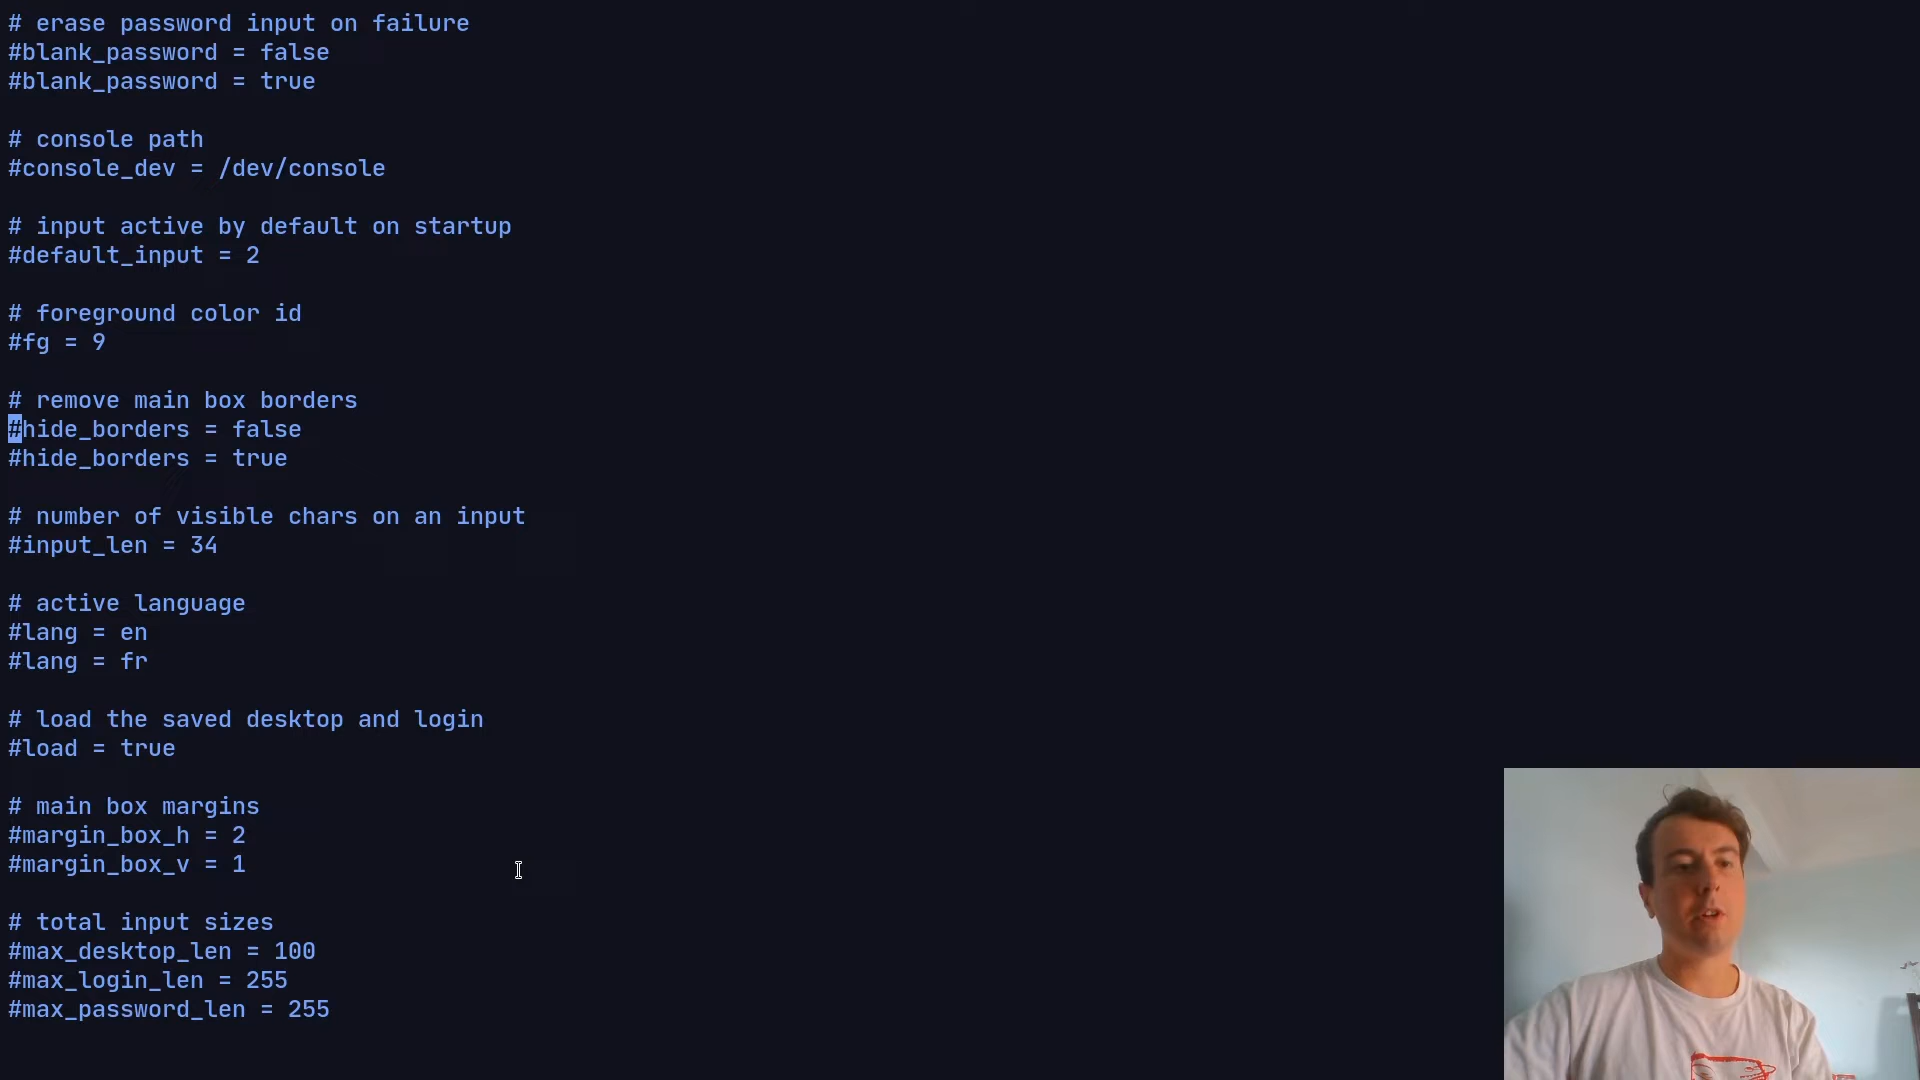 # erase password input on failure
#blank_password = false
#blank_password = true
# console path
#console_dev = /dev/console
# input active by default on startup
#default_input = 2
# foreground color id
#fg = 9
# remove main box borders
#hide_borders = false
#hide_borders = true
# number of visible chars on an input
#input_len = 34
# active language
#lang = en
#lang = fr
# load the saved desktop and login
#load = true
# main box margins
#margin_box_h = 2
#margin_box_v = 1
# total input sizes
#max_desktop_len = 100
#max_login_len = 255
#max_password_len = 255